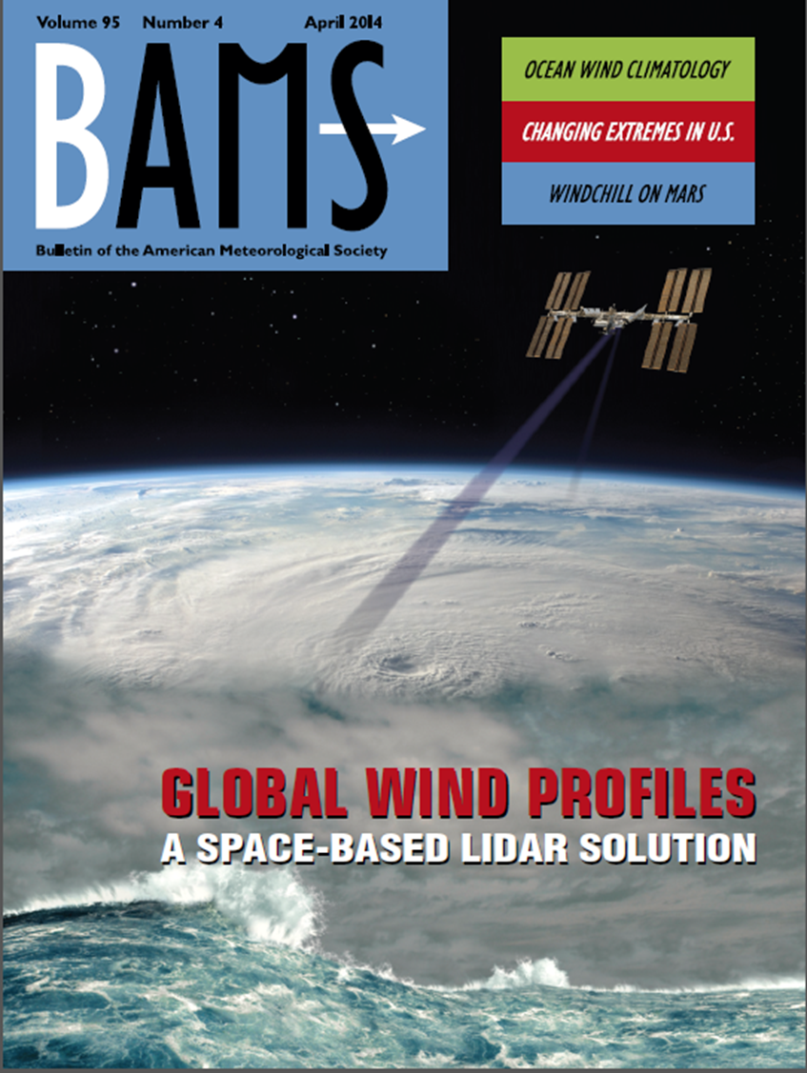 Volume 95 Number 4 April 2014
BAMS
Bulletin of the American Meteorological Society
OCEAN WIND CLIMATOLOGY
CHANGING EXTREMES IN U.S.
WINDCHILL ON MARS
GLOBAL WIND PROFILES
A SPACE-BASED LIDAR SOLUTION